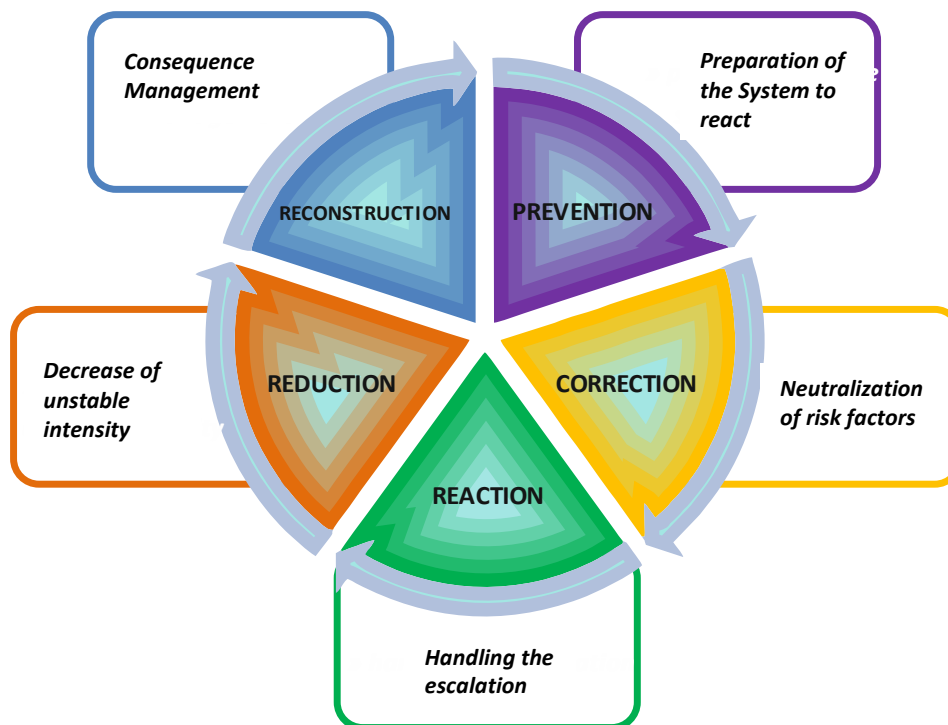 Consequence
Management
Preparation of
the System to
react
RECONSTRUCTION
PREVENTION
Decrease of
unstable
intensity
REDUCTION
CORRECTION
Neutralization
of risk factors
REACTION
Handling the
escalation